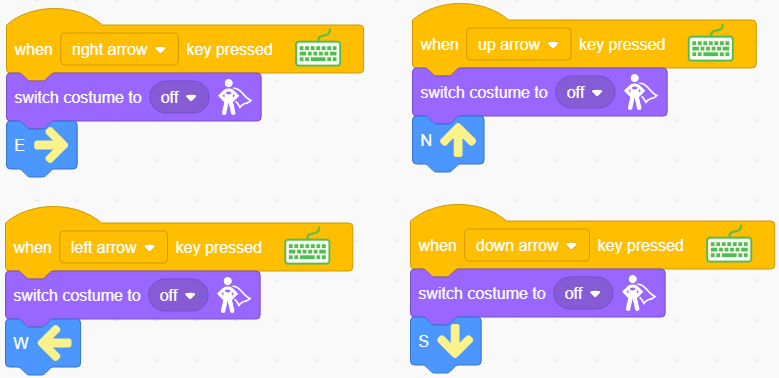 when right arrow key pressed
switch costume to off
E
when up arrow key pressed
switch costume to off
N
when left arrow key pressed
switch costume to off
W
when down arrow key pressed
switch costume to off
S